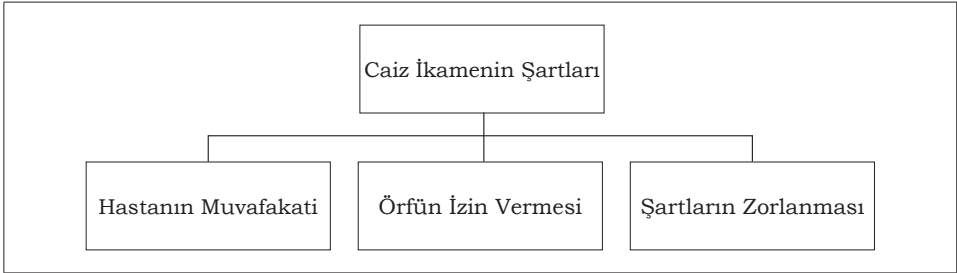 Caiz İkamenin Şartları
Hastanın Muvafakati
Örfün İzin Vermesi
Şartların Zorlanması